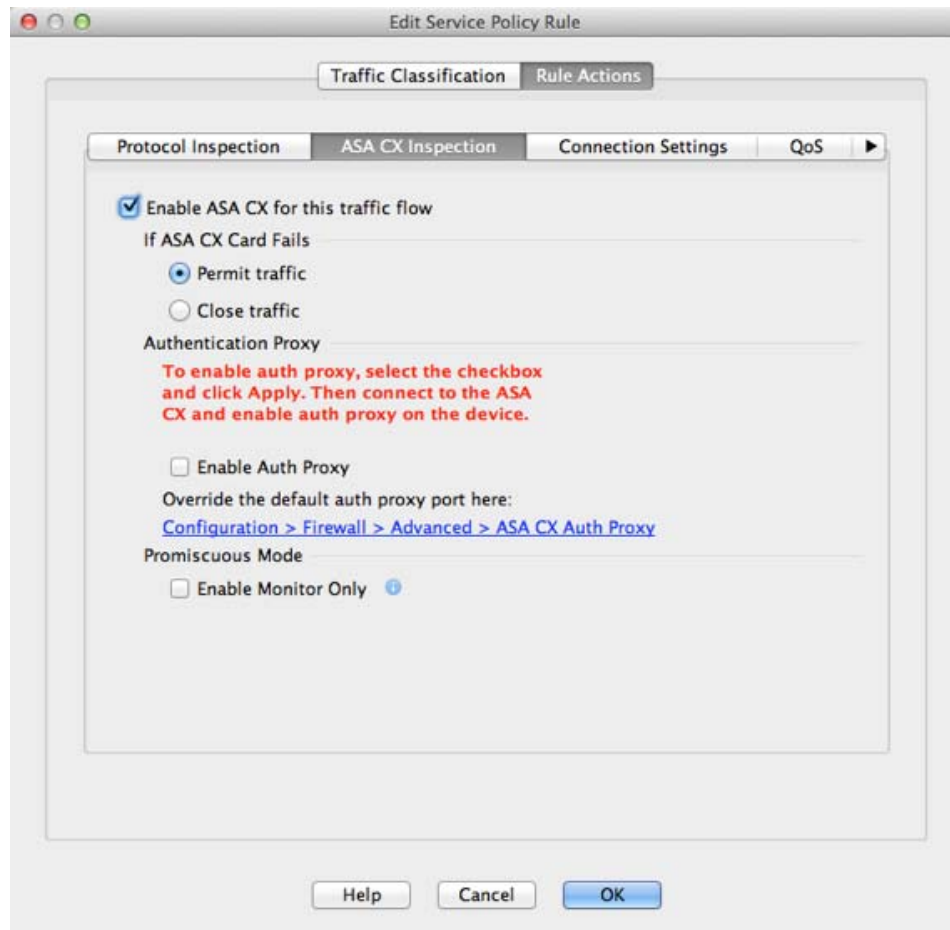 Edit Service Policy Rule
Traffic Classification Rule Actions
Protocol Inspection ASA CX Inspection Connection Settings QoS
Enable ASA CX for this traffic flow
If ASA CX Card Fails
Permit traffic
Close traffic
Authentication Proxy
To enable auth proxy, select the checkbox
and click Apply. Then connect to the ASA
CX and enable auth proxy on the device.
Enable Auth Proxy
Override the default auth proxy port here:
Configuration > Firewall > Advanced > ASA CX Auth Proxy
Promiscuous Mode
Enable Monitor Only
Help Cancel OK